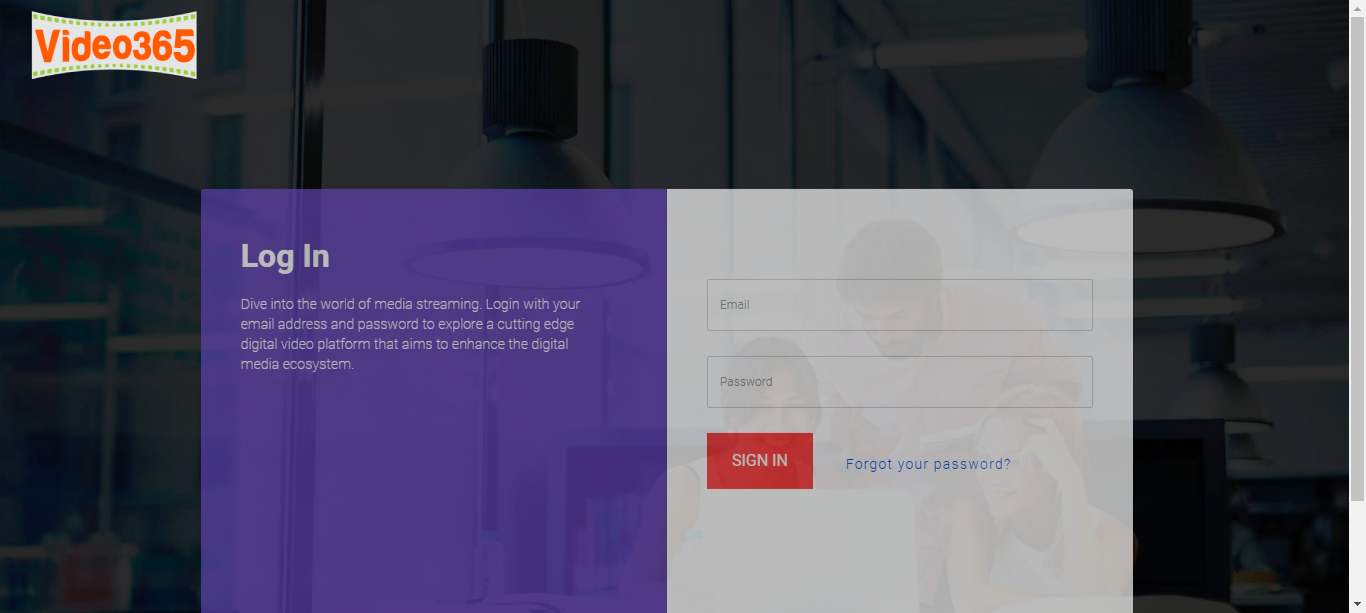 Video365
Log In
Dive into the world of media streaming. Login with your
email address and password to explore a cutting edge
digital video platform that aims to enhance the digital
media ecosystem.
Email
Password
SIGN IN
Forgot your password?